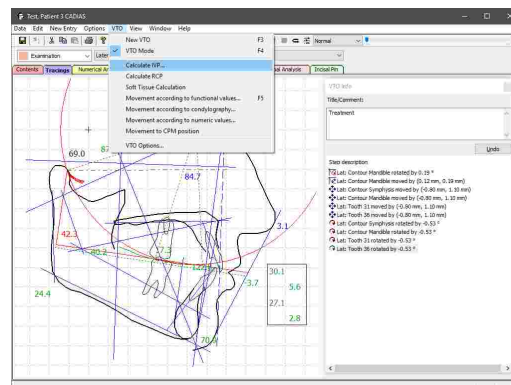 Test, Patient 3 CADIAS
Data Edit New Entry Options VTO View Window Help
New VTO F3
VTO Mode F4
Calculate IVP...
Calculate RCP
Soft Tissue Calculation
Movement according to functional values... F5
Movement according to condylography...
Movement according to numeric values...
Movement to CPM position
VTO Options...
Normal
Examination
Contents Tracings Numerical Analysis Incisal Pin
VTO Info
Title/Comment:
Treatment
Undo
Step description
Lat: Contour Mandible rotated by 0.19 °
Lat: Contour Mandible moved by (0.12 mm, 0.19 mm)
Lat: Contour Symphysis moved by (-0.80 mm, 1.10 mm)
Lat: Contour Mandible moved by (-0.80 mm, 1.10 mm)
Lat: Tooth 31 moved by (-0.80 mm, 1.10 mm)
Lat: Tooth 36 moved by (-0.80 mm, 1.10 mm)
Lat: Contour Symphysis rotated by -0.53 °
Lat: Contour Mandible rotated by -0.53 °
Lat: Tooth 31 rotated by -0.53 °
Lat: Tooth 36 rotated by -0.53 °
69.0
84.7
3.1
42.3
40.2
7.3
-3.7
30.1
5.6
27.1
2.8
24.4